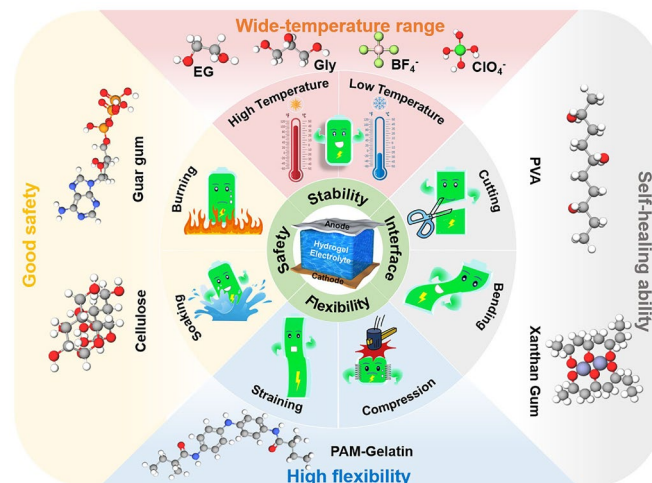 Wide-temperature range
EG
Gly
BF₄⁻
ClO₄⁻
High Temperature
Low Temperature
Good safety
Guar gum
Cellulose
Burning
Soaking
Stability
Safety
Interface
Flexibility
Anode
Hydrogel
Electrolyte
Cathode
Cutting
Bending
PVA
Xanthan Gum
Self-healing ability
Straining
Compression
PAM-Gelatin
High flexibility